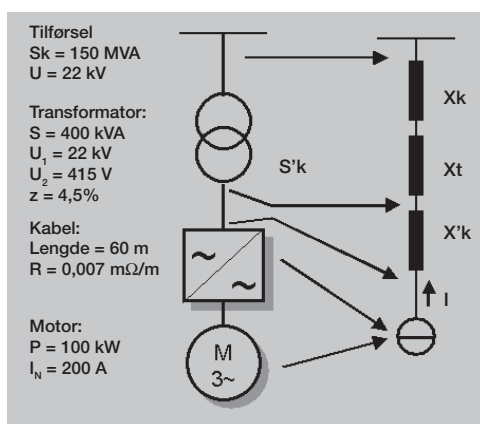 Tilførsel
Sk = 150 MVA
U = 22 kV
Transformator:
S = 400 kVA
U₁ = 22 kV
U₂ = 415 V
z = 4,5%
Kabel:
Lengde = 60 m
R = 0,007 mΩ/m
Motor:
P = 100 kW
I_N = 200 A
S’k
M
3~
~
~
Xk
Xt
X’k
I